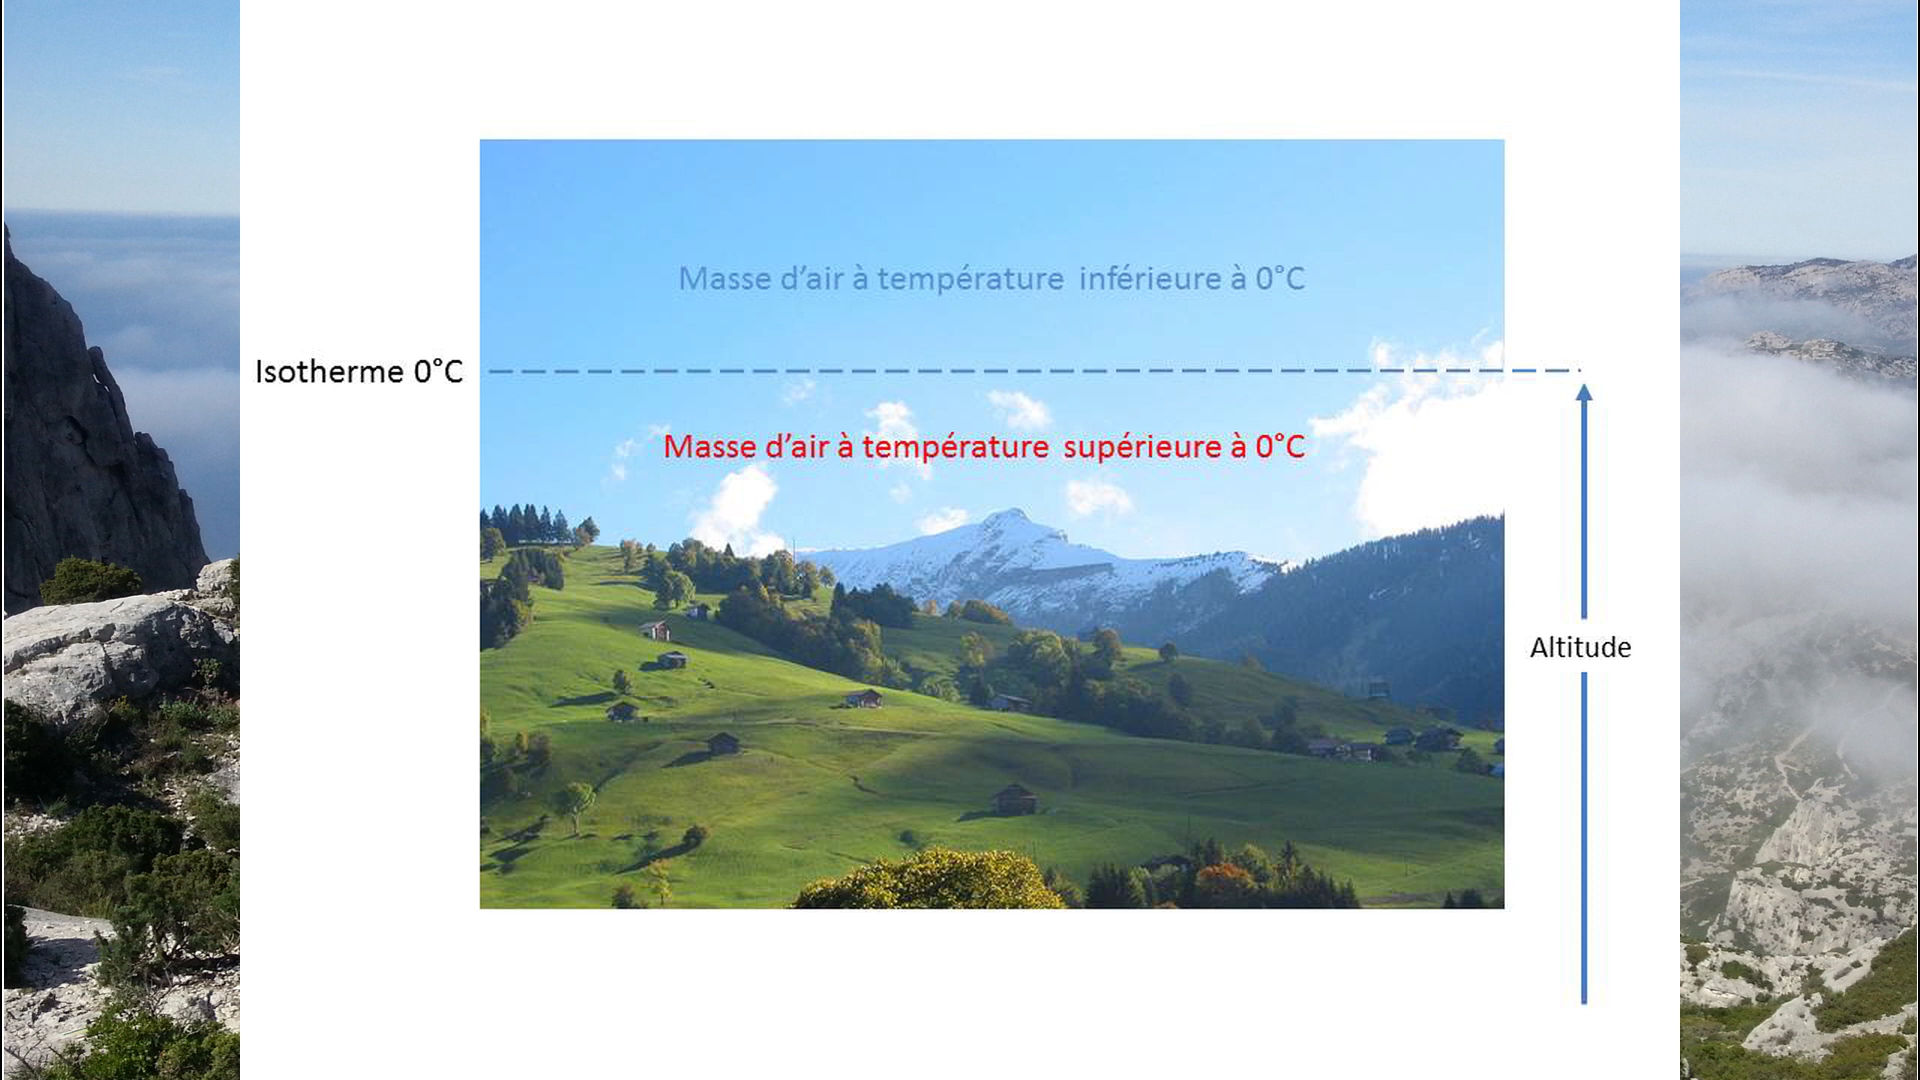 Masse d’air à température inférieure à 0°C
Isotherme 0°C
Masse d’air à température supérieure à 0°C
Altitude